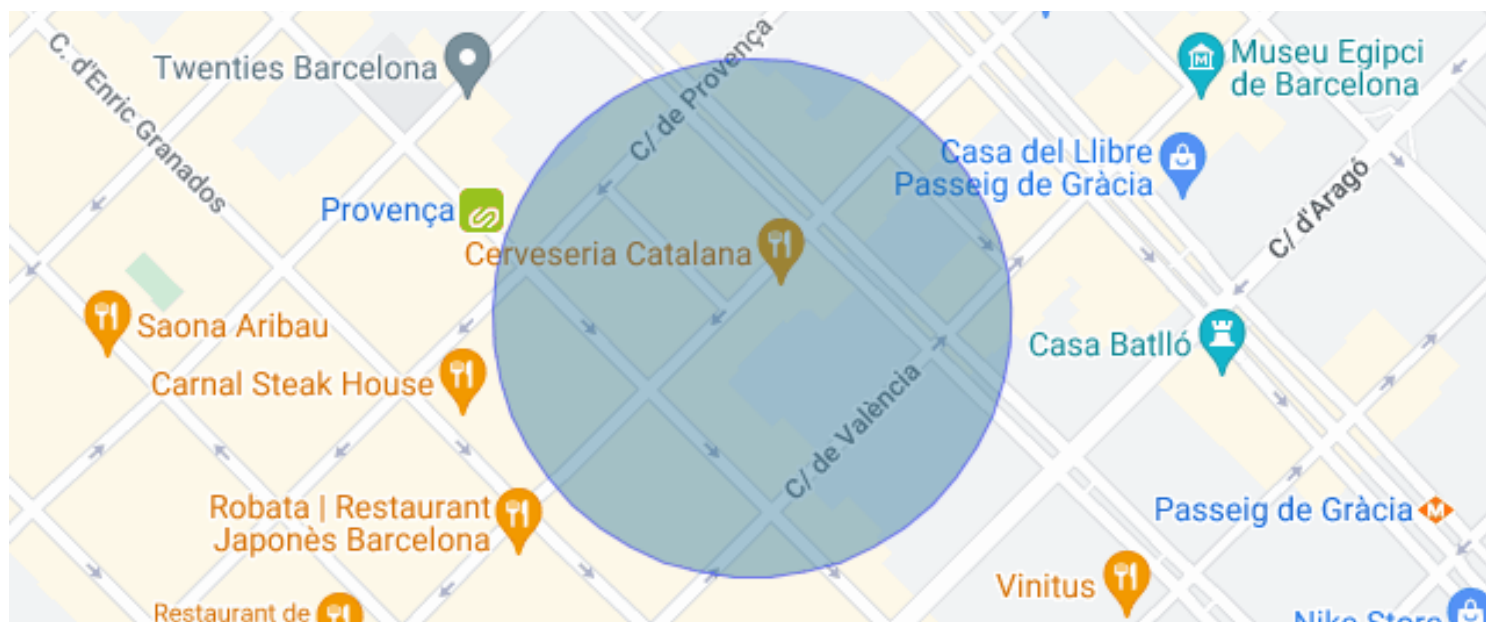 C. d'Enric Granados
Twenties Barcelona
C/ de Provença
Museu Egipci
de Barcelona
Casa del Llibre
Passeig de Gràcia
C/ d'Aragó
Provença
Cerveseria Catalana
Saona Aribau
Casa Batlló
Carnal Steak House
C/ de València
Robata | Restaurant
Japonès Barcelona
Passeig de Gràcia
M
Vinitus
Restaurant de
Nike Store